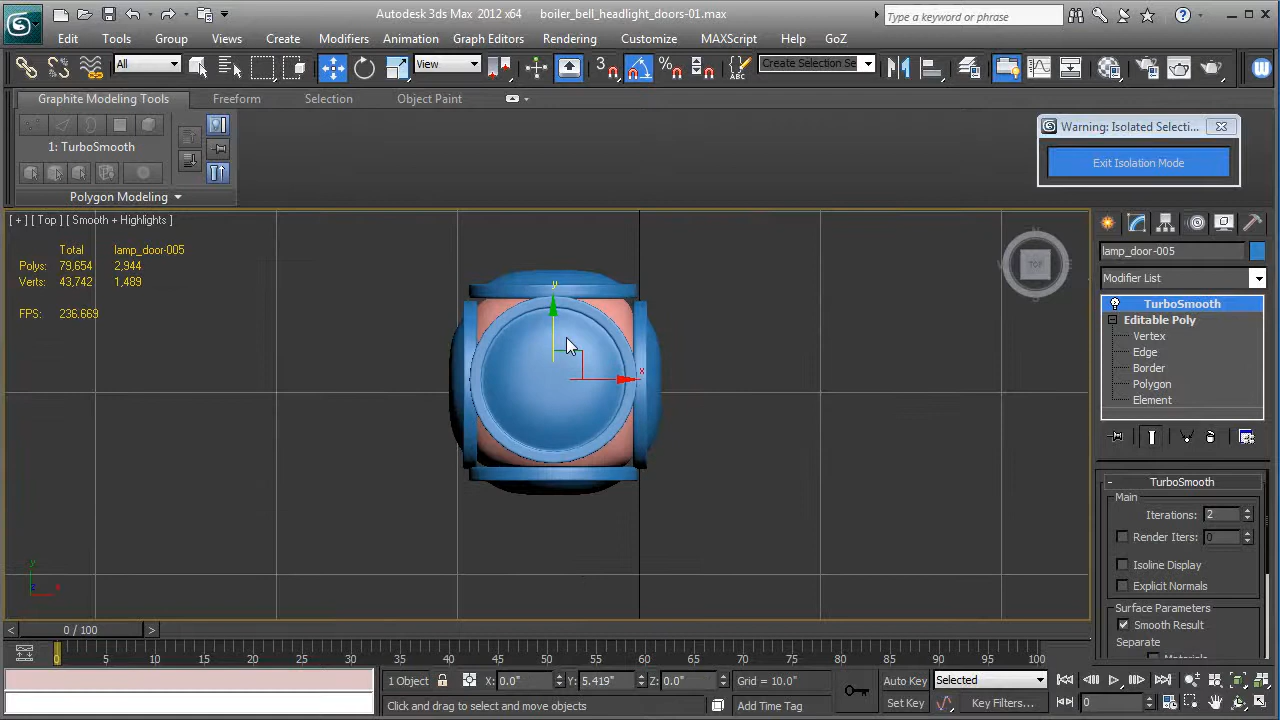 Autodesk 3ds Max 2012 x64 boiler_bell_headlight_doors-01.max Type a keyword or phrase
Edit Tools Group Views Create Modifiers Animation Graph Editors Rendering Customize MAXScript Help GoZ
All View 3 Create Selection Se
Graphite Modeling Tools Freeform Selection Object Paint
Warning: Isolated Selecti...
1: TurboSmooth
Exit Isolation Mode
Polygon Modeling
[ + ] [ Top ] [ Smooth + Highlights ]
Total lamp_door-005
Polys: 79,654 2,944
Verts: 43,742 1,489
FPS: 236.669
TOP
y
x
y
z x
lamp_door-005
Modifier List
TurboSmooth
Editable Poly
Vertex
Edge
Border
Polygon
Element
- TurboSmooth
Main
Iterations: 2
Render Iters: 0
Isoline Display
Explicit Normals
Surface Parameters
Smooth Result
Separate
Materials
< 0 / 100 >
0 5 10 15 20 25 30 35 40 45 50 55 60 65 70 75 80 85 90 95 100
1 Object X: 0.0" Y: 5.419" Z: 0.0" Grid = 10.0" Auto Key Selected
Click and drag to select and move objects Add Time Tag Set Key Key Filters... 0